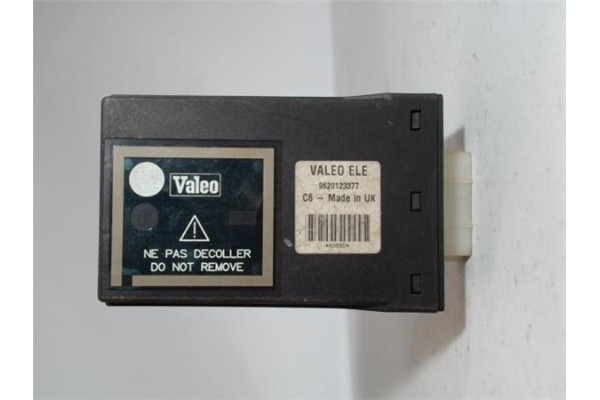 Valeo
NE PAS DECOLLER
DO NOT REMOVE
VALEO ELE
9620123377
C6 - Made in UK